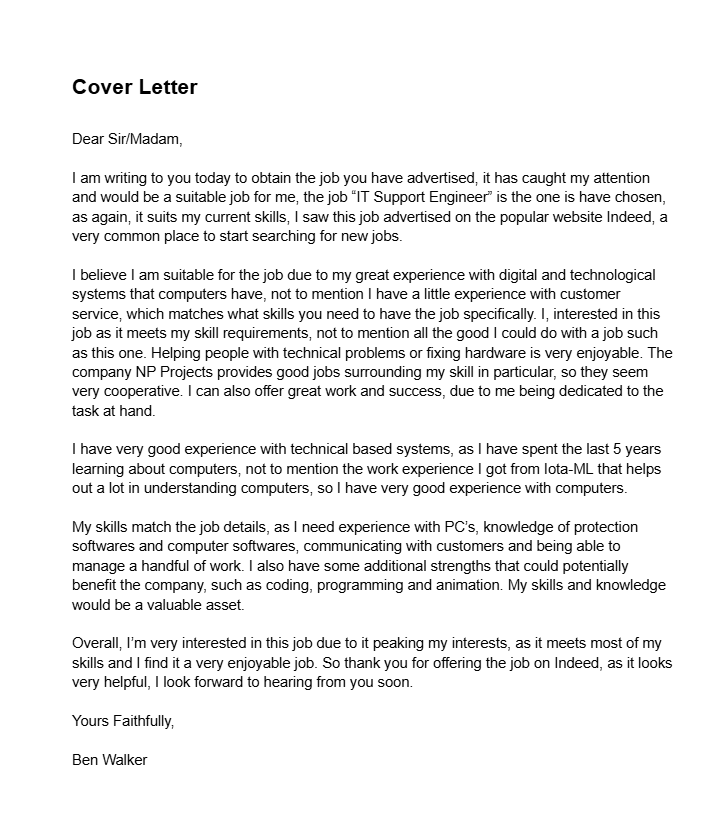 Cover Letter
Dear Sir/Madam,
I am writing to you today to obtain the job you have advertised, it has caught my attention
and would be a suitable job for me, the job “IT Support Engineer” is the one is have chosen,
as again, it suits my current skills, I saw this job advertised on the popular website Indeed, a
very common place to start searching for new jobs.
I believe I am suitable for the job due to my great experience with digital and technological
systems that computers have, not to mention I have a little experience with customer
service, which matches what skills you need to have the job specifically. I, interested in this
job as it meets my skill requirements, not to mention all the good I could do with a job such
as this one. Helping people with technical problems or fixing hardware is very enjoyable. The
company NP Projects provides good jobs surrounding my skill in particular, so they seem
very cooperative. I can also offer great work and success, due to me being dedicated to the
task at hand.
I have very good experience with technical based systems, as I have spent the last 5 years
learning about computers, not to mention the work experience I got from Iota-ML that helps
out a lot in understanding computers, so I have very good experience with computers.
My skills match the job details, as I need experience with PC’s, knowledge of protection
softwares and computer softwares, communicating with customers and being able to
manage a handful of work. I also have some additional strengths that could potentially
benefit the company, such as coding, programming and animation. My skills and knowledge
would be a valuable asset.
Overall, I’m very interested in this job due to it peaking my interests, as it meets most of my
skills and I find it a very enjoyable job. So thank you for offering the job on Indeed, as it looks
very helpful, I look forward to hearing from you soon.
Yours Faithfully,
Ben Walker